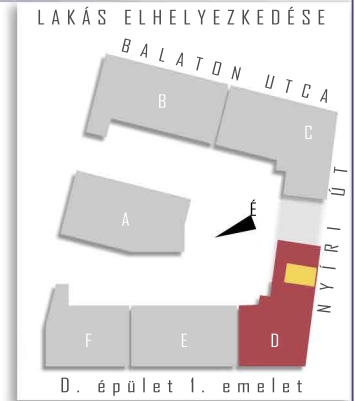 LAKÁS ELHELYEZKEDÉSE
BALATON UTCA
B
C
NYÍRI ÚT
A
É
F
E
D
D. épület 1. emelet